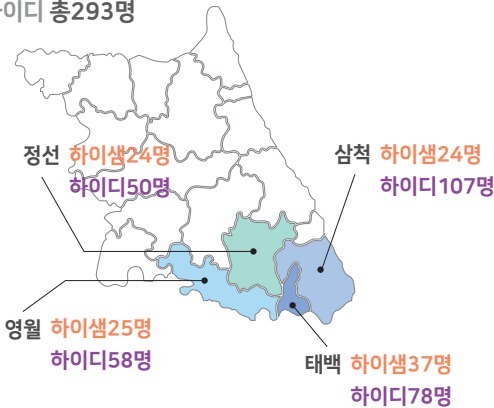 이디 총293명
정선 하이샘24명
하이디50명
삼척 하이샘24명
하이디107명
영월 하이샘25명
하이디58명
태백 하이샘37명
하이디78명